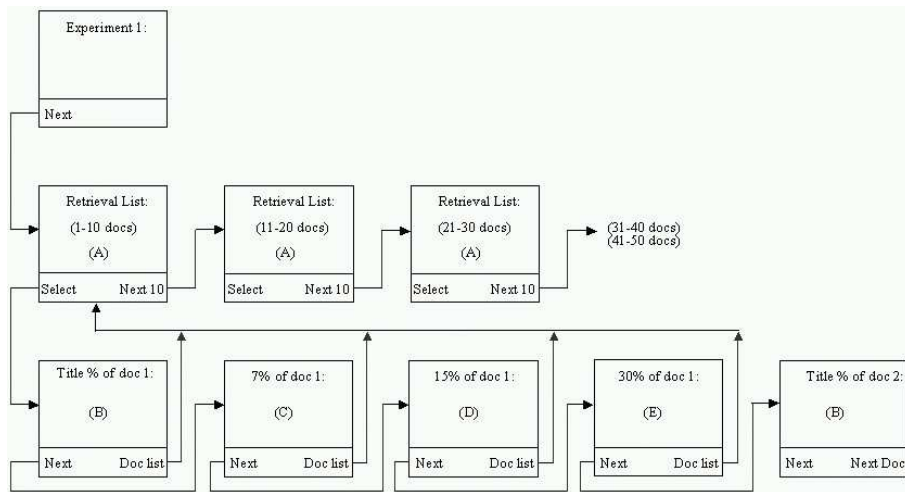 Experiment 1:
Next
Retrieval List:
(1-10 docs)
(A)
Select Next 10
Retrieval List:
(11-20 docs)
(A)
Select Next 10
Retrieval List:
(21-30 docs)
(A)
Select Next 10
(31-40 docs)
(41-50 docs)
Title % of doc 1:
(B)
Next Doc list
7% of doc 1:
(C)
Next Doc list
15% of doc 1:
(D)
Next Doc list
30% of doc 1:
(E)
Next Doc list
Title % of doc 2:
(B)
Next Next Doc